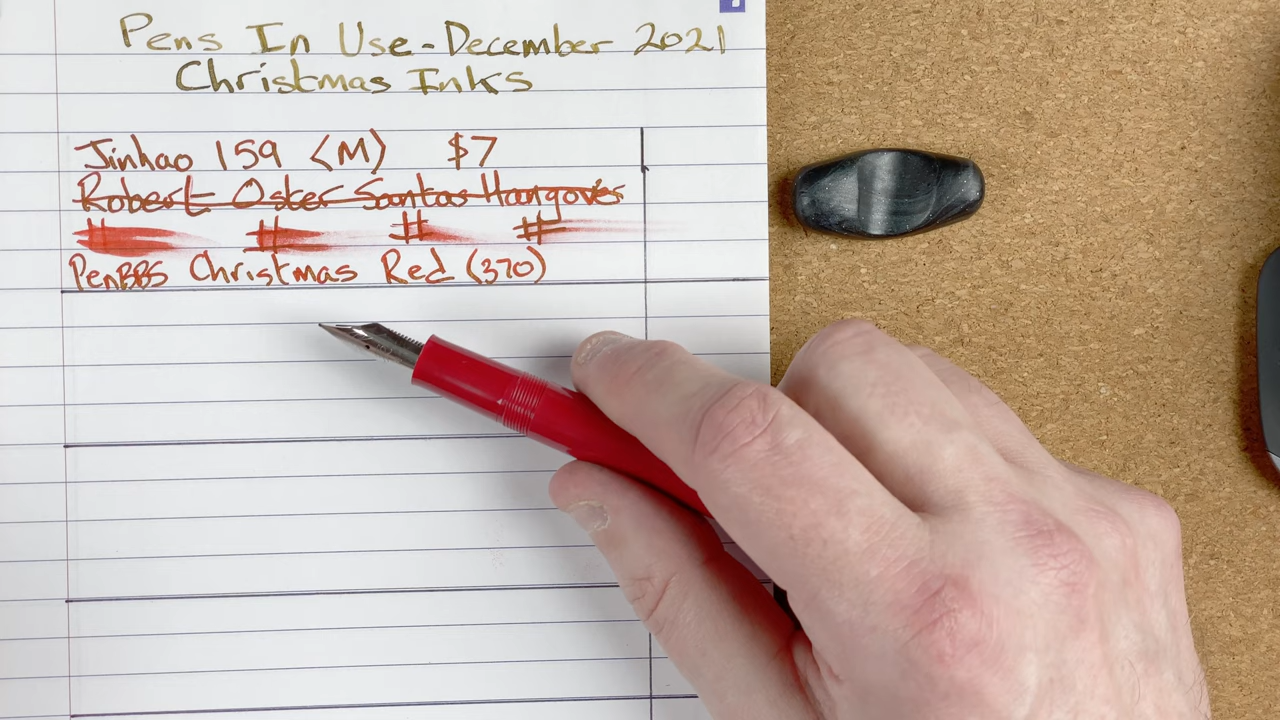 Pens In Use - December 2021
Christmas Inks
Jinhao 159 (M) $7
Robert Oster Santas Hangover
# # # #
PenBBS Christmas Red (370)